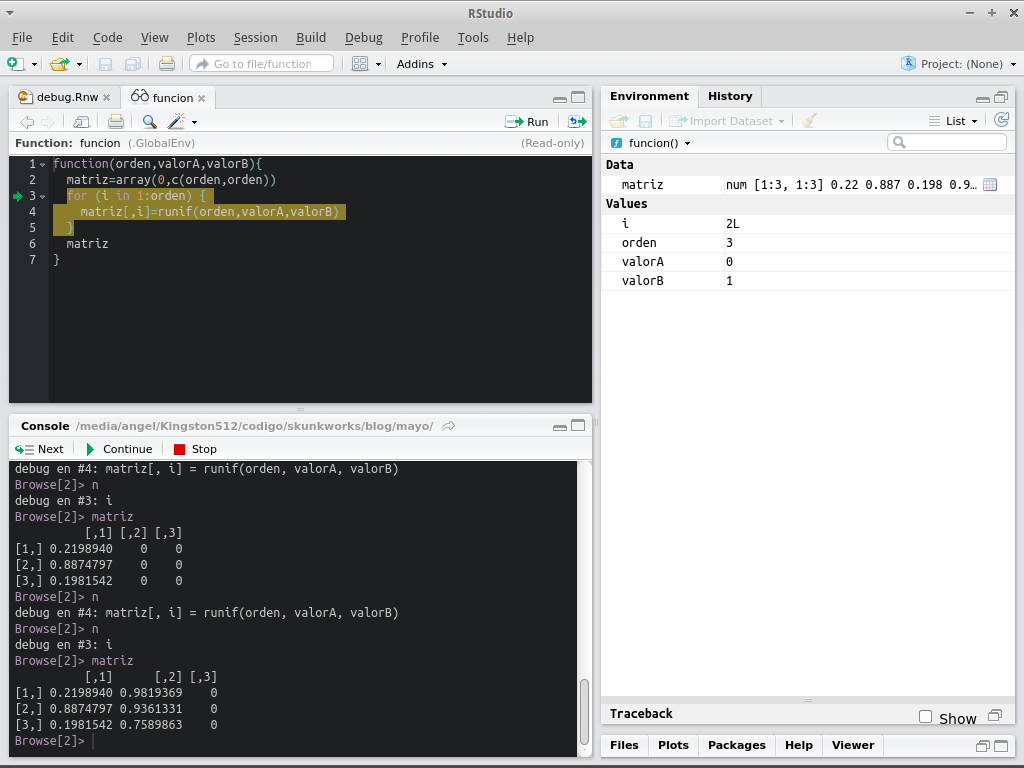 RStudio
File Edit Code View Plots Session Build Debug Profile Tools Help
Go to file/function Addins Project: (None)
debug.Rnw funcion
Run
Function: funcion (.GlobalEnv) (Read-only)
1 function(orden,valorA,valorB){
2 matriz=array(0,c(orden,orden))
3 for (i in 1:orden) {
4 matriz[,i]=runif(orden,valorA,valorB)
5 }
6 matriz
7 }
Console /media/angel/Kingston512/codigo/skunkworks/blog/mayo/
Next Continue Stop
debug en #4: matriz[, i] = runif(orden, valorA, valorB)
Browse[2]> n
debug en #3: i
Browse[2]> matriz
[,1] [,2] [,3]
[1,] 0.2198940 0 0
[2,] 0.8874797 0 0
[3,] 0.1981542 0 0
Browse[2]> n
debug en #4: matriz[, i] = runif(orden, valorA, valorB)
Browse[2]> n
debug en #3: i
Browse[2]> matriz
[,1] [,2] [,3]
[1,] 0.2198940 0.9819369 0
[2,] 0.8874797 0.9361331 0
[3,] 0.1981542 0.7589863 0
Browse[2]>
Environment History
Import Dataset List
funcion()
Data
matriz num [1:3, 1:3] 0.22 0.887 0.198 0.9…
Values
i 2L
orden 3
valorA 0
valorB 1
Traceback Show
Files Plots Packages Help Viewer